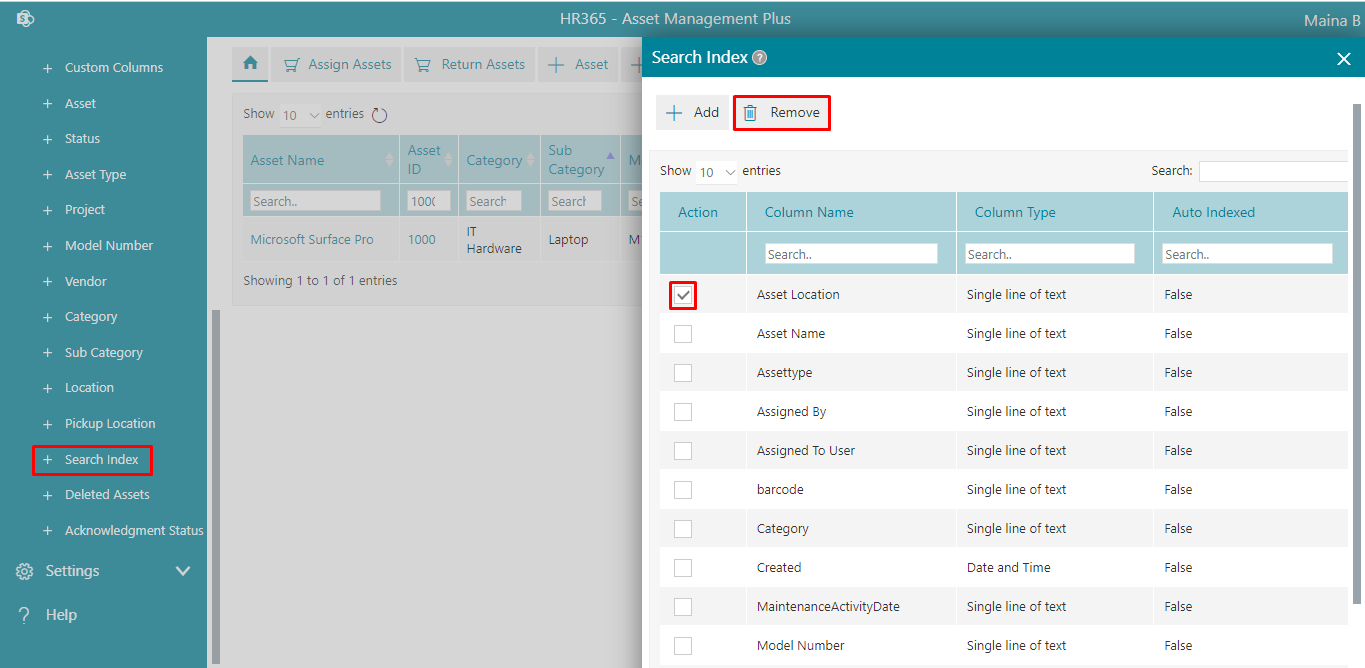 HR365 - Asset Management Plus
Maina B
+ Custom Columns
+ Asset
+ Status
+ Asset Type
+ Project
+ Model Number
+ Vendor
+ Category
+ Sub Category
+ Location
+ Pickup Location
+ Search Index
+ Deleted Assets
+ Acknowledgment Status
Settings
? Help
Assign Assets Return Assets + Asset +
Show 10 entries
Asset Name Asset ID Category Sub Category M
Search.. 100 Search Search Se
Microsoft Surface Pro 1000 IT Hardware Laptop M
Showing 1 to 1 of 1 entries
Search Index ?
+ Add Remove
Show 10 entries Search:
Action Column Name Column Type Auto Indexed
Search.. Search.. Search..
Asset Location Single line of text False
Asset Name Single line of text False
Assettype Single line of text False
Assigned By Single line of text False
Assigned To User Single line of text False
barcode Single line of text False
Category Single line of text False
Created Date and Time False
MaintenanceActivityDate Single line of text False
Model Number Single line of text False